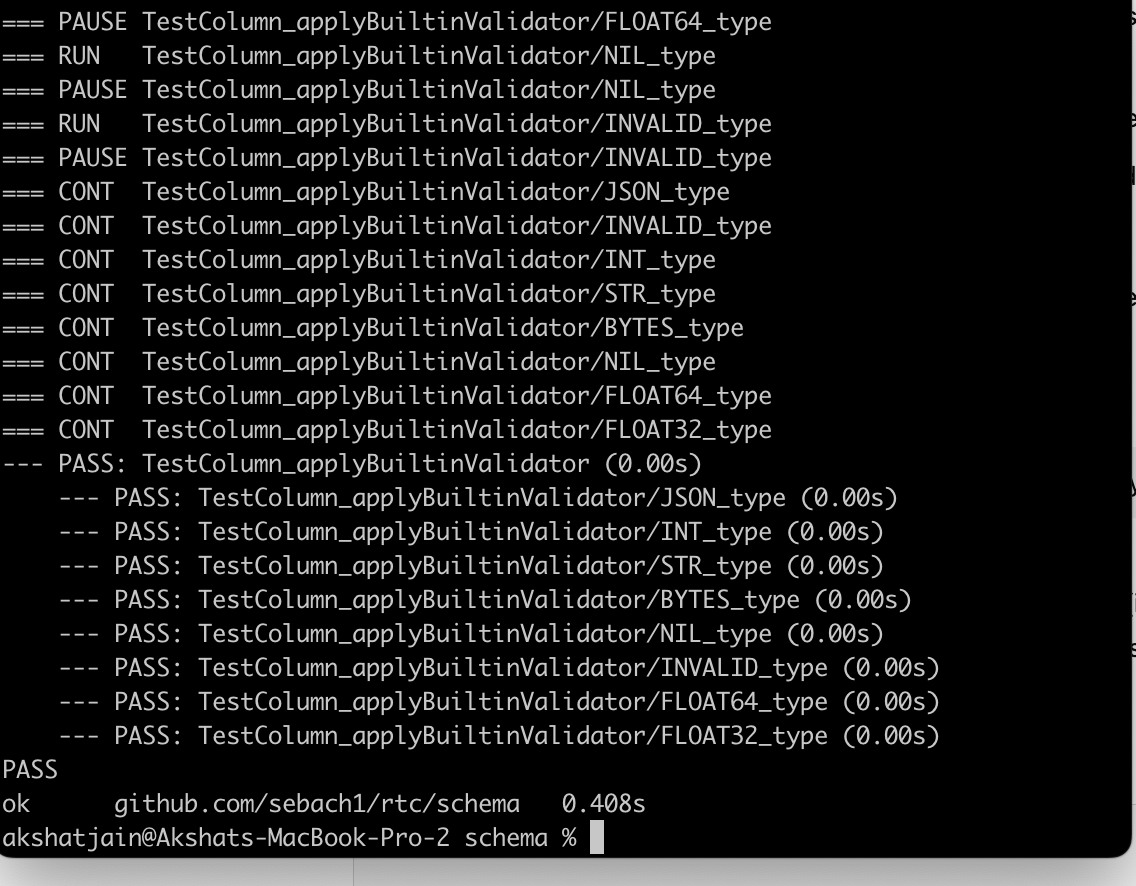 === PAUSE TestColumn_applyBuiltinValidator/FLOAT64_type
=== RUN   TestColumn_applyBuiltinValidator/NIL_type
=== PAUSE TestColumn_applyBuiltinValidator/NIL_type
=== RUN   TestColumn_applyBuiltinValidator/INVALID_type
=== PAUSE TestColumn_applyBuiltinValidator/INVALID_type
=== CONT  TestColumn_applyBuiltinValidator/JSON_type
=== CONT  TestColumn_applyBuiltinValidator/INVALID_type
=== CONT  TestColumn_applyBuiltinValidator/INT_type
=== CONT  TestColumn_applyBuiltinValidator/STR_type
=== CONT  TestColumn_applyBuiltinValidator/BYTES_type
=== CONT  TestColumn_applyBuiltinValidator/NIL_type
=== CONT  TestColumn_applyBuiltinValidator/FLOAT64_type
=== CONT  TestColumn_applyBuiltinValidator/FLOAT32_type
--- PASS: TestColumn_applyBuiltinValidator (0.00s)
    --- PASS: TestColumn_applyBuiltinValidator/JSON_type (0.00s)
    --- PASS: TestColumn_applyBuiltinValidator/INT_type (0.00s)
    --- PASS: TestColumn_applyBuiltinValidator/STR_type (0.00s)
    --- PASS: TestColumn_applyBuiltinValidator/BYTES_type (0.00s)
    --- PASS: TestColumn_applyBuiltinValidator/NIL_type (0.00s)
    --- PASS: TestColumn_applyBuiltinValidator/INVALID_type (0.00s)
    --- PASS: TestColumn_applyBuiltinValidator/FLOAT64_type (0.00s)
    --- PASS: TestColumn_applyBuiltinValidator/FLOAT32_type (0.00s)
PASS
ok      github.com/sebach1/rtc/schema   0.408s
akshatjain@Akshats-MacBook-Pro-2 schema %